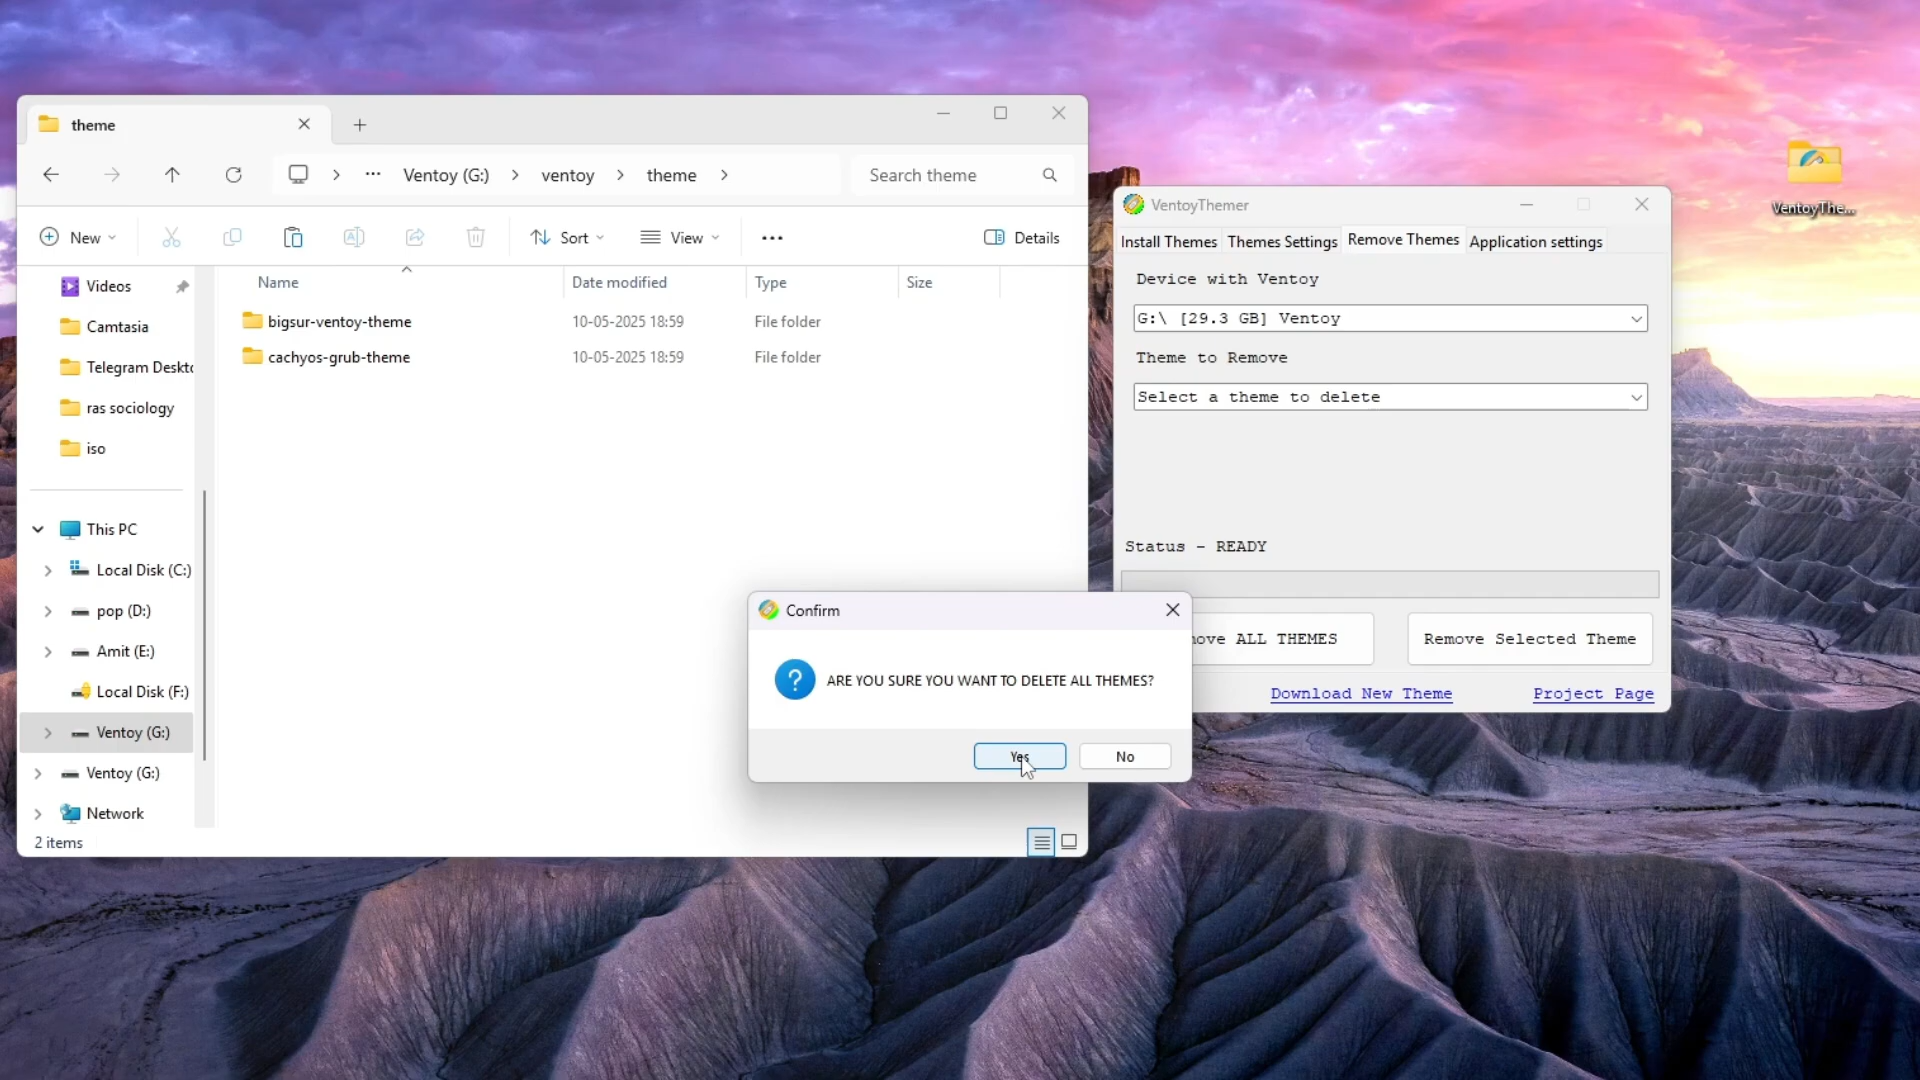 theme
Ventoy (G:)
ventoy
theme
Search theme
New
Sort
View
Details
Name
Date modified
Type
Size
bigsur-ventoy-theme
10-05-2025 18:59
File folder
cachyos-grub-theme
10-05-2025 18:59
File folder
Videos
Camtasia
Telegram Deskto
ras sociology
iso
This PC
Local Disk (C:)
pop (D:)
Amit (E:)
Local Disk (F:)
Ventoy (G:)
Ventoy (G:)
Network
2 items
VentoyThemer
Install Themes
Themes Settings
Remove Themes
Application settings
Device with Ventoy
G:\ [29.3 GB] Ventoy
Theme to Remove
Select a theme to delete
Status - READY
ove ALL THEMES
Remove Selected Theme
Download New Theme
Project Page
Confirm
ARE YOU SURE YOU WANT TO DELETE ALL THEMES?
Yes
No
VentoyThe...